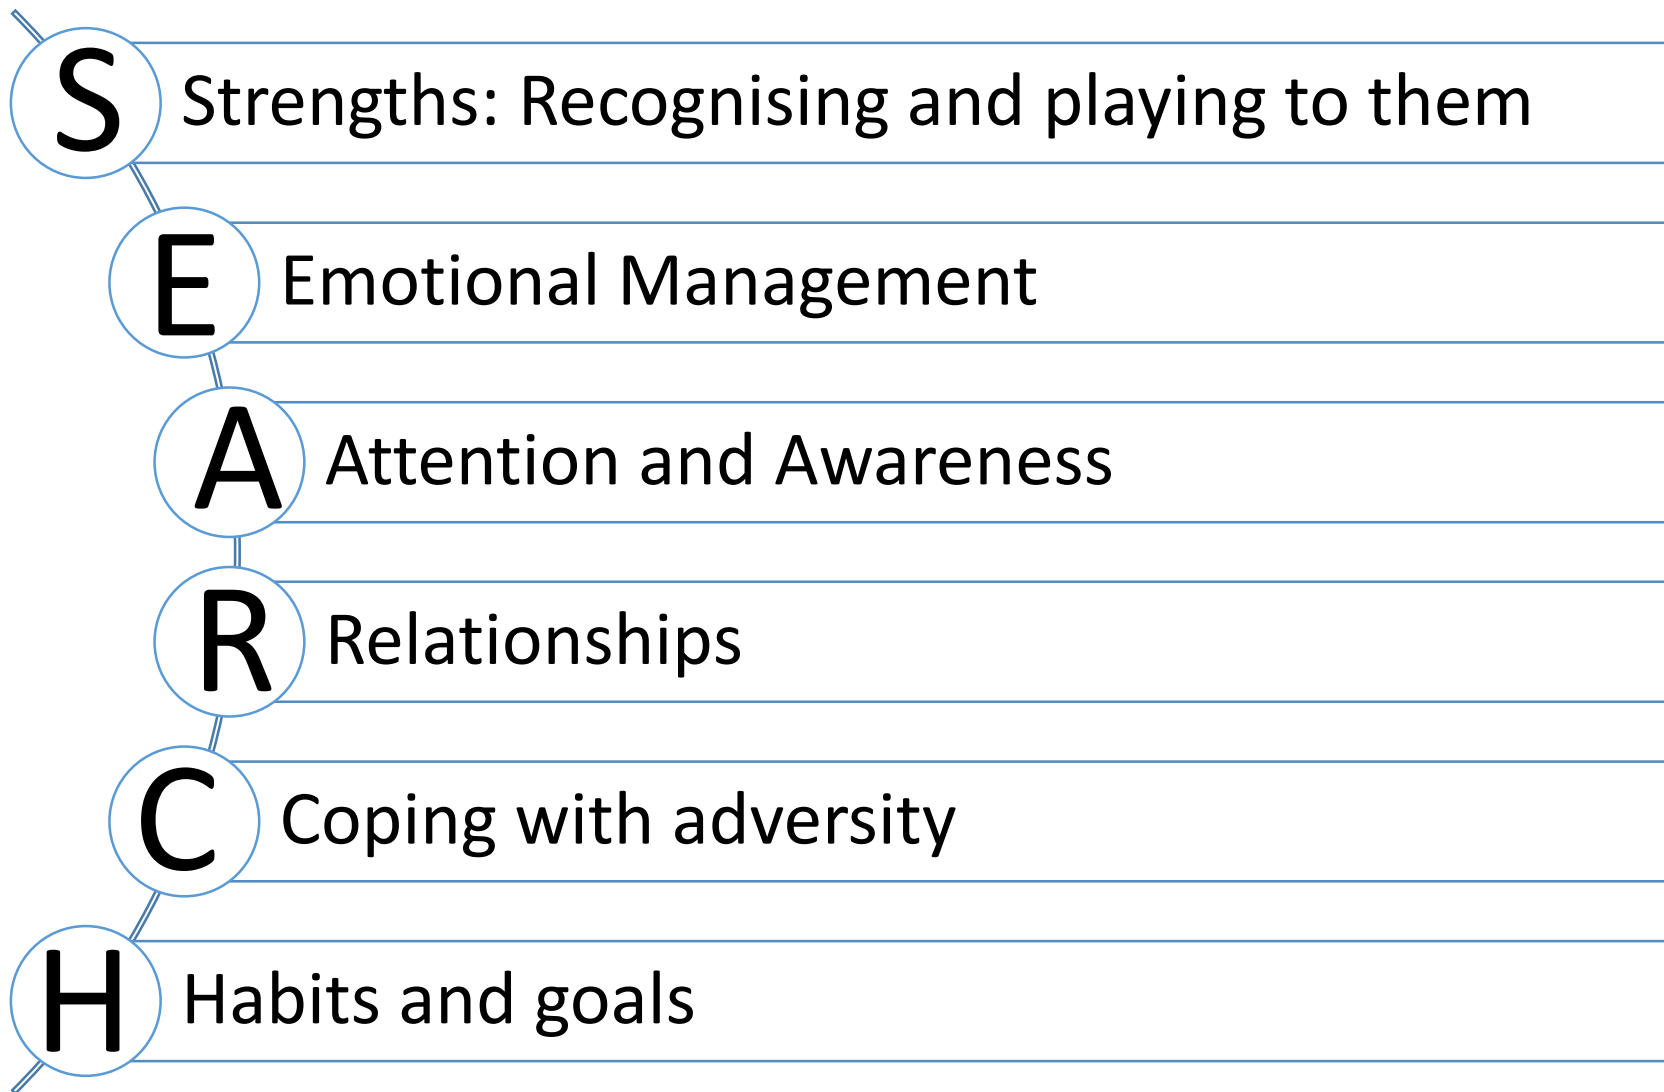 S Strengths: Recognising and playing to them
E Emotional Management
A Attention and Awareness
R Relationships
C Coping with adversity
H Habits and goals